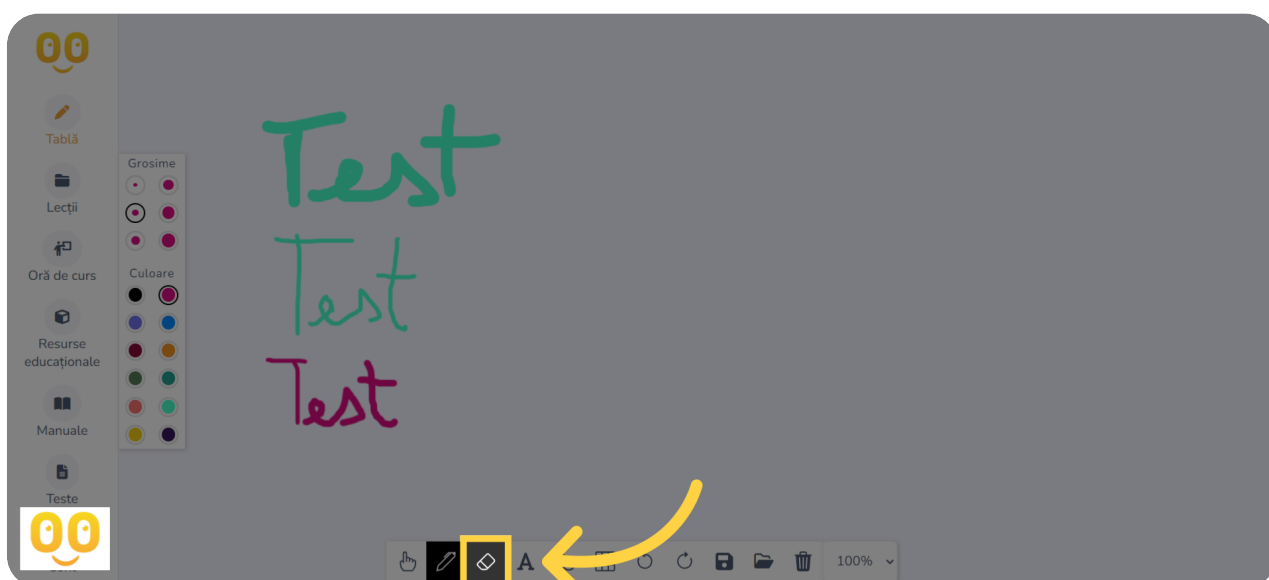 Tablă
Lecții
Oră de curs
Resurse
educaționale
Manuale
Teste
Grosime
Culoare
Test
Test
Test
A
100%